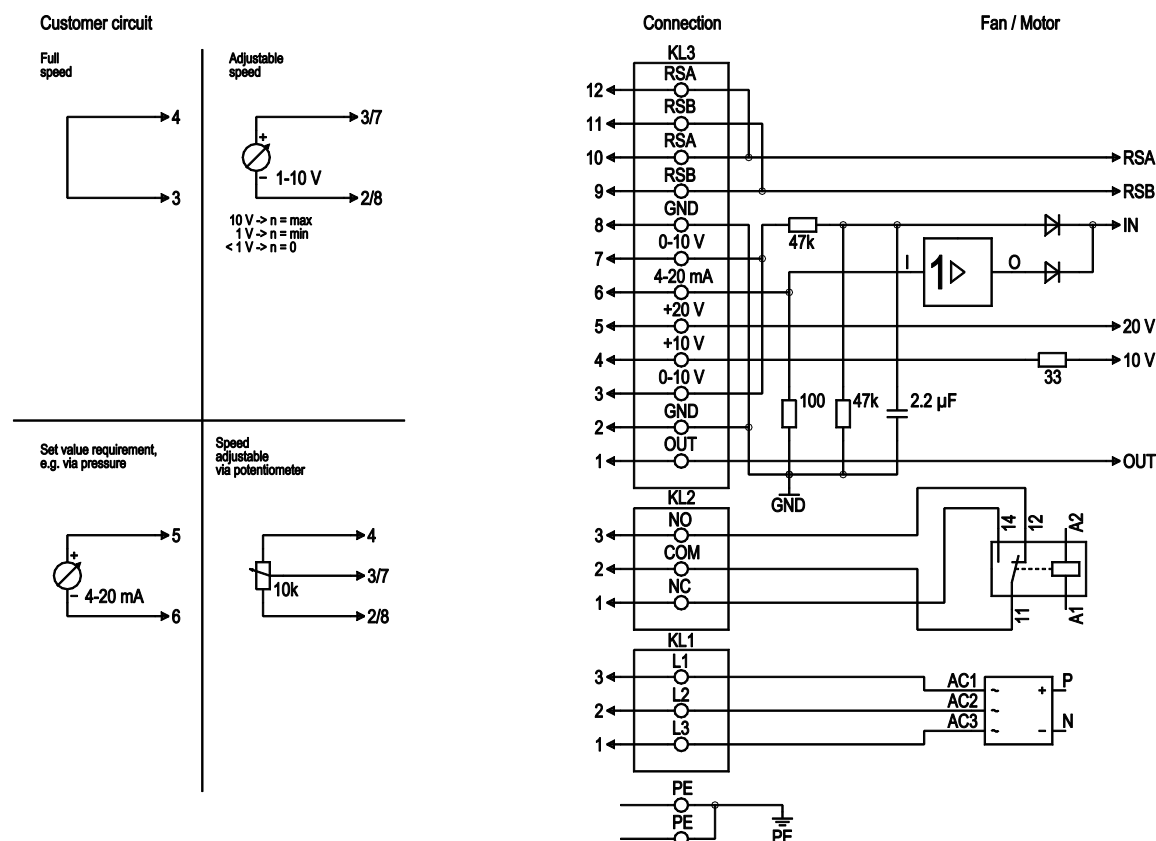 Customer circuit
Connection
Fan / Motor
Full
speed
4
3
Adjustable
speed
3/7
+
− 1-10 V
2/8
10 V -> n = max
1 V -> n = min
< 1 V -> n = 0
Set value requirement,
e.g. via pressure
5
+
− 4-20 mA
6
Speed
adjustable
via potentiometer
4
3/7
10k
2/8
KL3
RSA
12
RSB
11
RSA
10 RSA
RSB
9 RSB
GND
8 IN
47k
0-10 V
7
I 1 O
4-20 mA
6
+20 V
5 20 V
+10 V
4 10 V
33
0-10 V
3
100 47k 2.2 µF
GND
2
OUT
1 OUT
GND
KL2
NO
3
14 12 A2
COM
2
NC
1
11 A1
KL1
L1
3
AC1 ~ + P
L2
2
AC2 ~
L3
1
AC3 ~ − N
PE
PE
PE